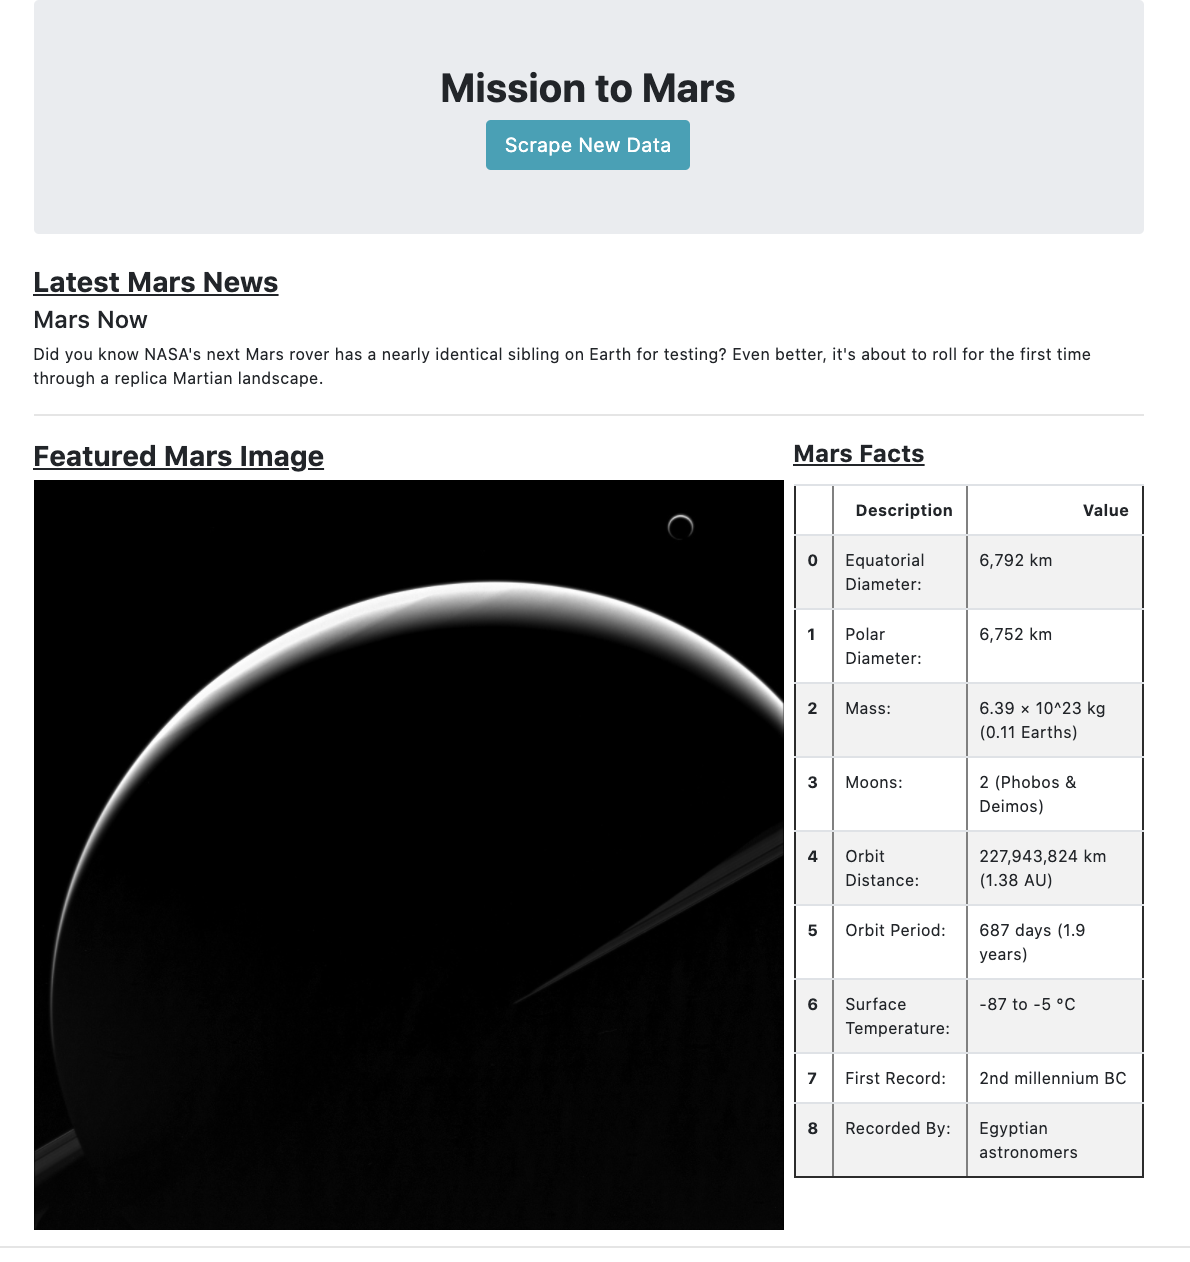 Mission to Mars
Scrape New Data
Latest Mars News
Mars Now
Did you know NASA's next Mars rover has a nearly identical sibling on Earth for testing? Even better, it's about to roll for the first time
through a replica Martian landscape.
Featured Mars Image
Mars Facts
Description Value
0 Equatorial Diameter: 6,792 km
1 Polar Diameter: 6,752 km
2 Mass: 6.39 × 10^23 kg (0.11 Earths)
3 Moons: 2 (Phobos & Deimos)
4 Orbit Distance: 227,943,824 km (1.38 AU)
5 Orbit Period: 687 days (1.9 years)
6 Surface Temperature: -87 to -5 °C
7 First Record: 2nd millennium BC
8 Recorded By: Egyptian astronomers